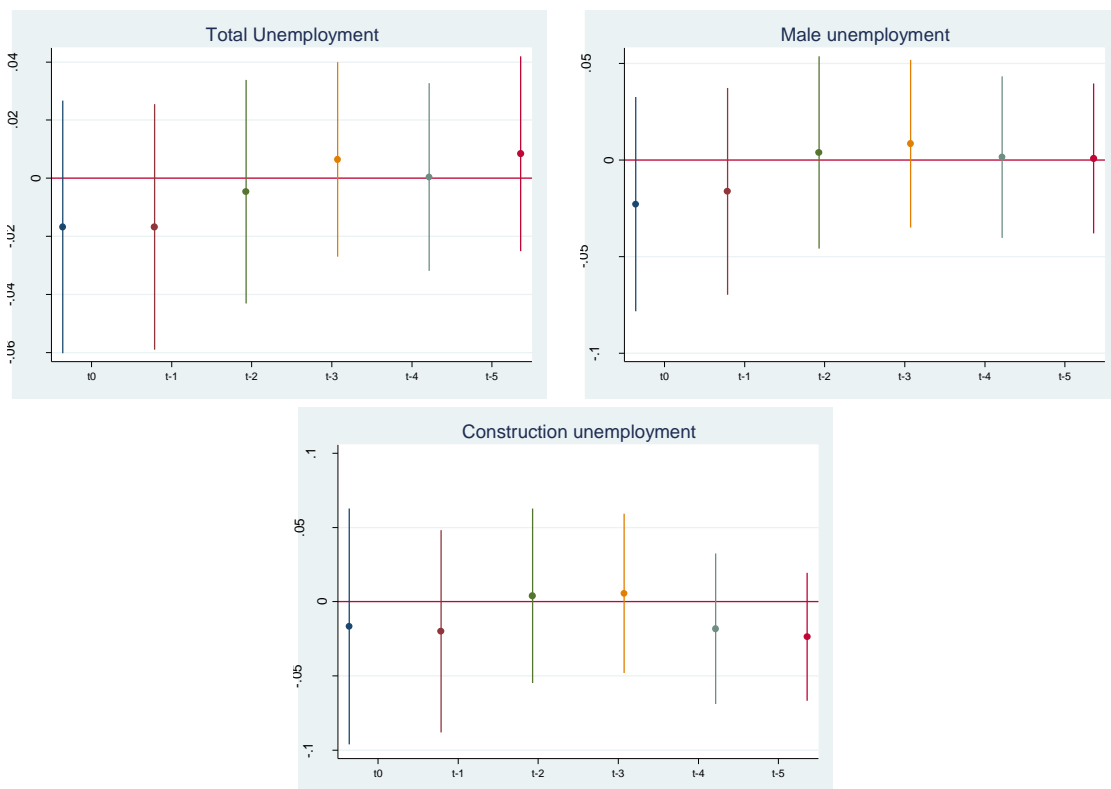 Total Unemployment
.04
.02
0
-.02
-.04
-.06
t0 t-1 t-2 t-3 t-4 t-5
Male unemployment
.05
0
-.05
-.1
t0 t-1 t-2 t-3 t-4 t-5
Construction unemployment
.1
.05
0
-.05
-.1
t0 t-1 t-2 t-3 t-4 t-5